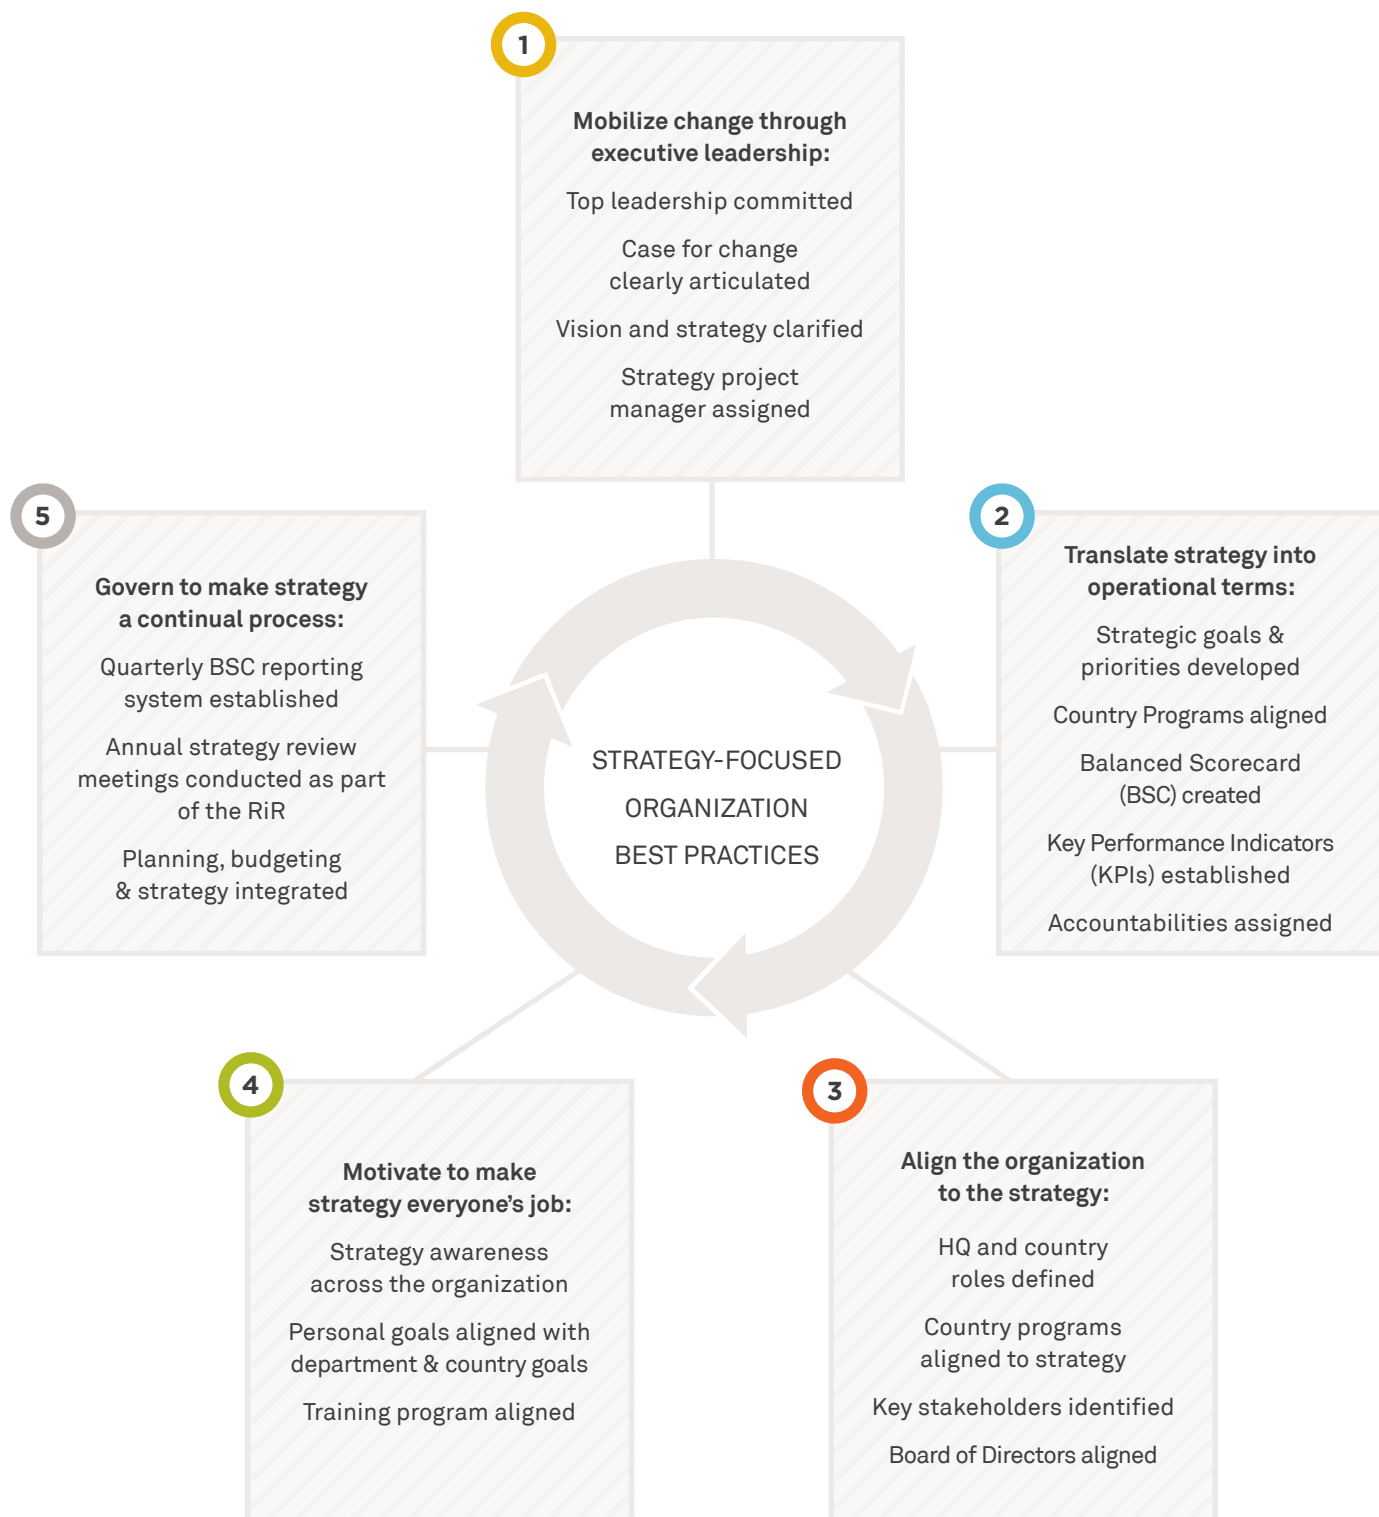 1
Mobilize change through
executive leadership:
Top leadership committed
Case for change
clearly articulated
Vision and strategy clarified
Strategy project
manager assigned
2
Translate strategy into
operational terms:
Strategic goals &
priorities developed
Country Programs aligned
Balanced Scorecard
(BSC) created
Key Performance Indicators
(KPIs) established
Accountabilities assigned
3
Align the organization
to the strategy:
HQ and country
roles defined
Country programs
aligned to strategy
Key stakeholders identified
Board of Directors aligned
4
Motivate to make
strategy everyone’s job:
Strategy awareness
across the organization
Personal goals aligned with
department & country goals
Training program aligned
5
Govern to make strategy
a continual process:
Quarterly BSC reporting
system established
Annual strategy review
meetings conducted as part
of the RiR
Planning, budgeting
& strategy integrated
STRATEGY-FOCUSED
ORGANIZATION
BEST PRACTICES